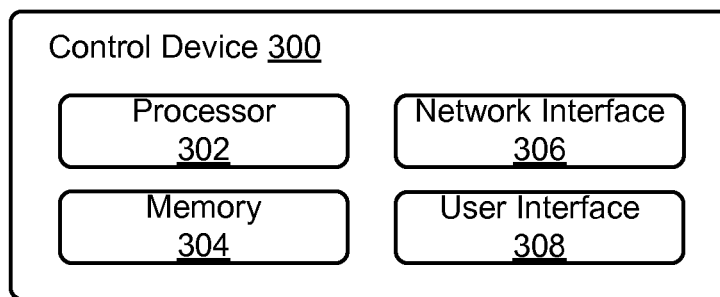 Control Device 300
Processor
302
Network Interface
306
Memory
304
User Interface
308